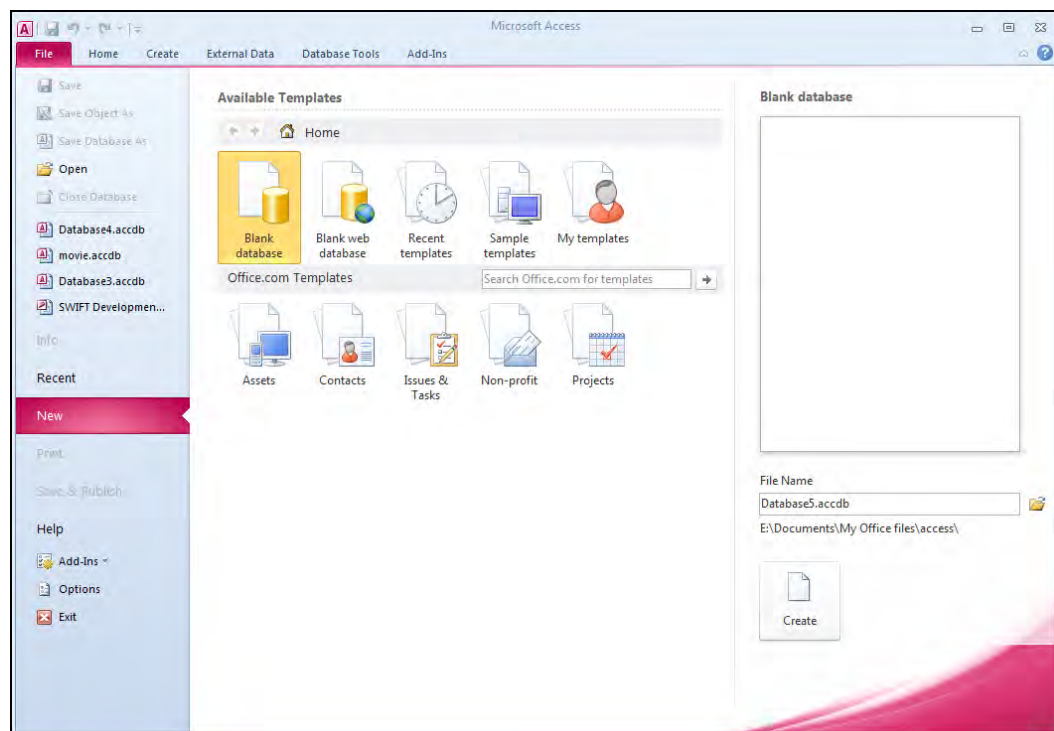 Microsoft Access
File Home Create External Data Database Tools Add-Ins
Save
Save Object As
Save Database As
Open
Close Database
Database4.accdb
movie.accdb
Database3.accdb
SWIFT Developmen...
Info
Recent
New
Print
Save & Publish
Help
Add-Ins
Options
Exit
Available Templates
Home
Blank database
Blank web database
Recent templates
Sample templates
My templates
Office.com Templates
Search Office.com for templates
Assets
Contacts
Issues & Tasks
Non-profit
Projects
Blank database
File Name
Database5.accdb
E:\Documents\My Office files\access\
Create